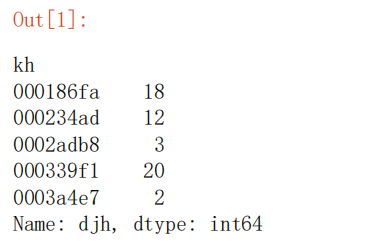 Out[1]:
kh
000186fa    18
000234ad    12
0002adb8     3
000339f1    20
0003a4e7     2
Name: djh, dtype: int64